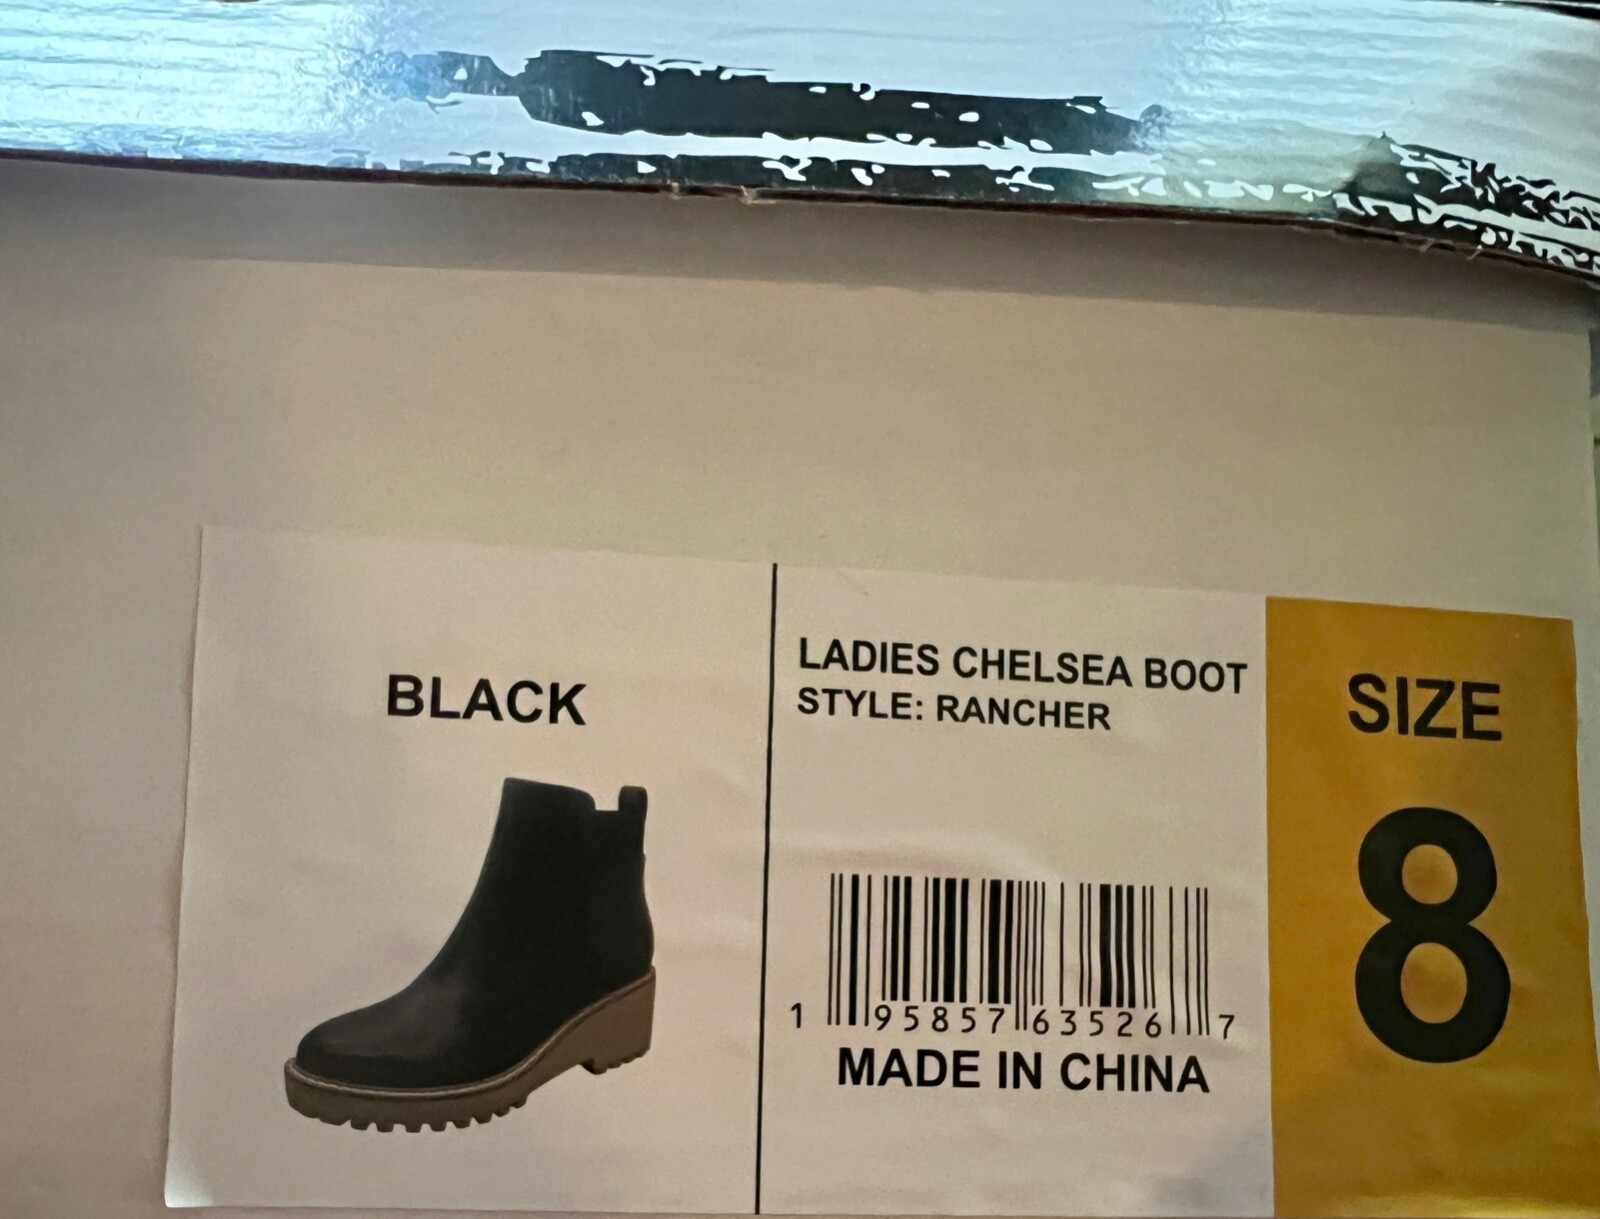 BLACK
LADIES CHELSEA BOOT
STYLE: RANCHER
1 95857 63526 7
MADE IN CHINA
SIZE
8